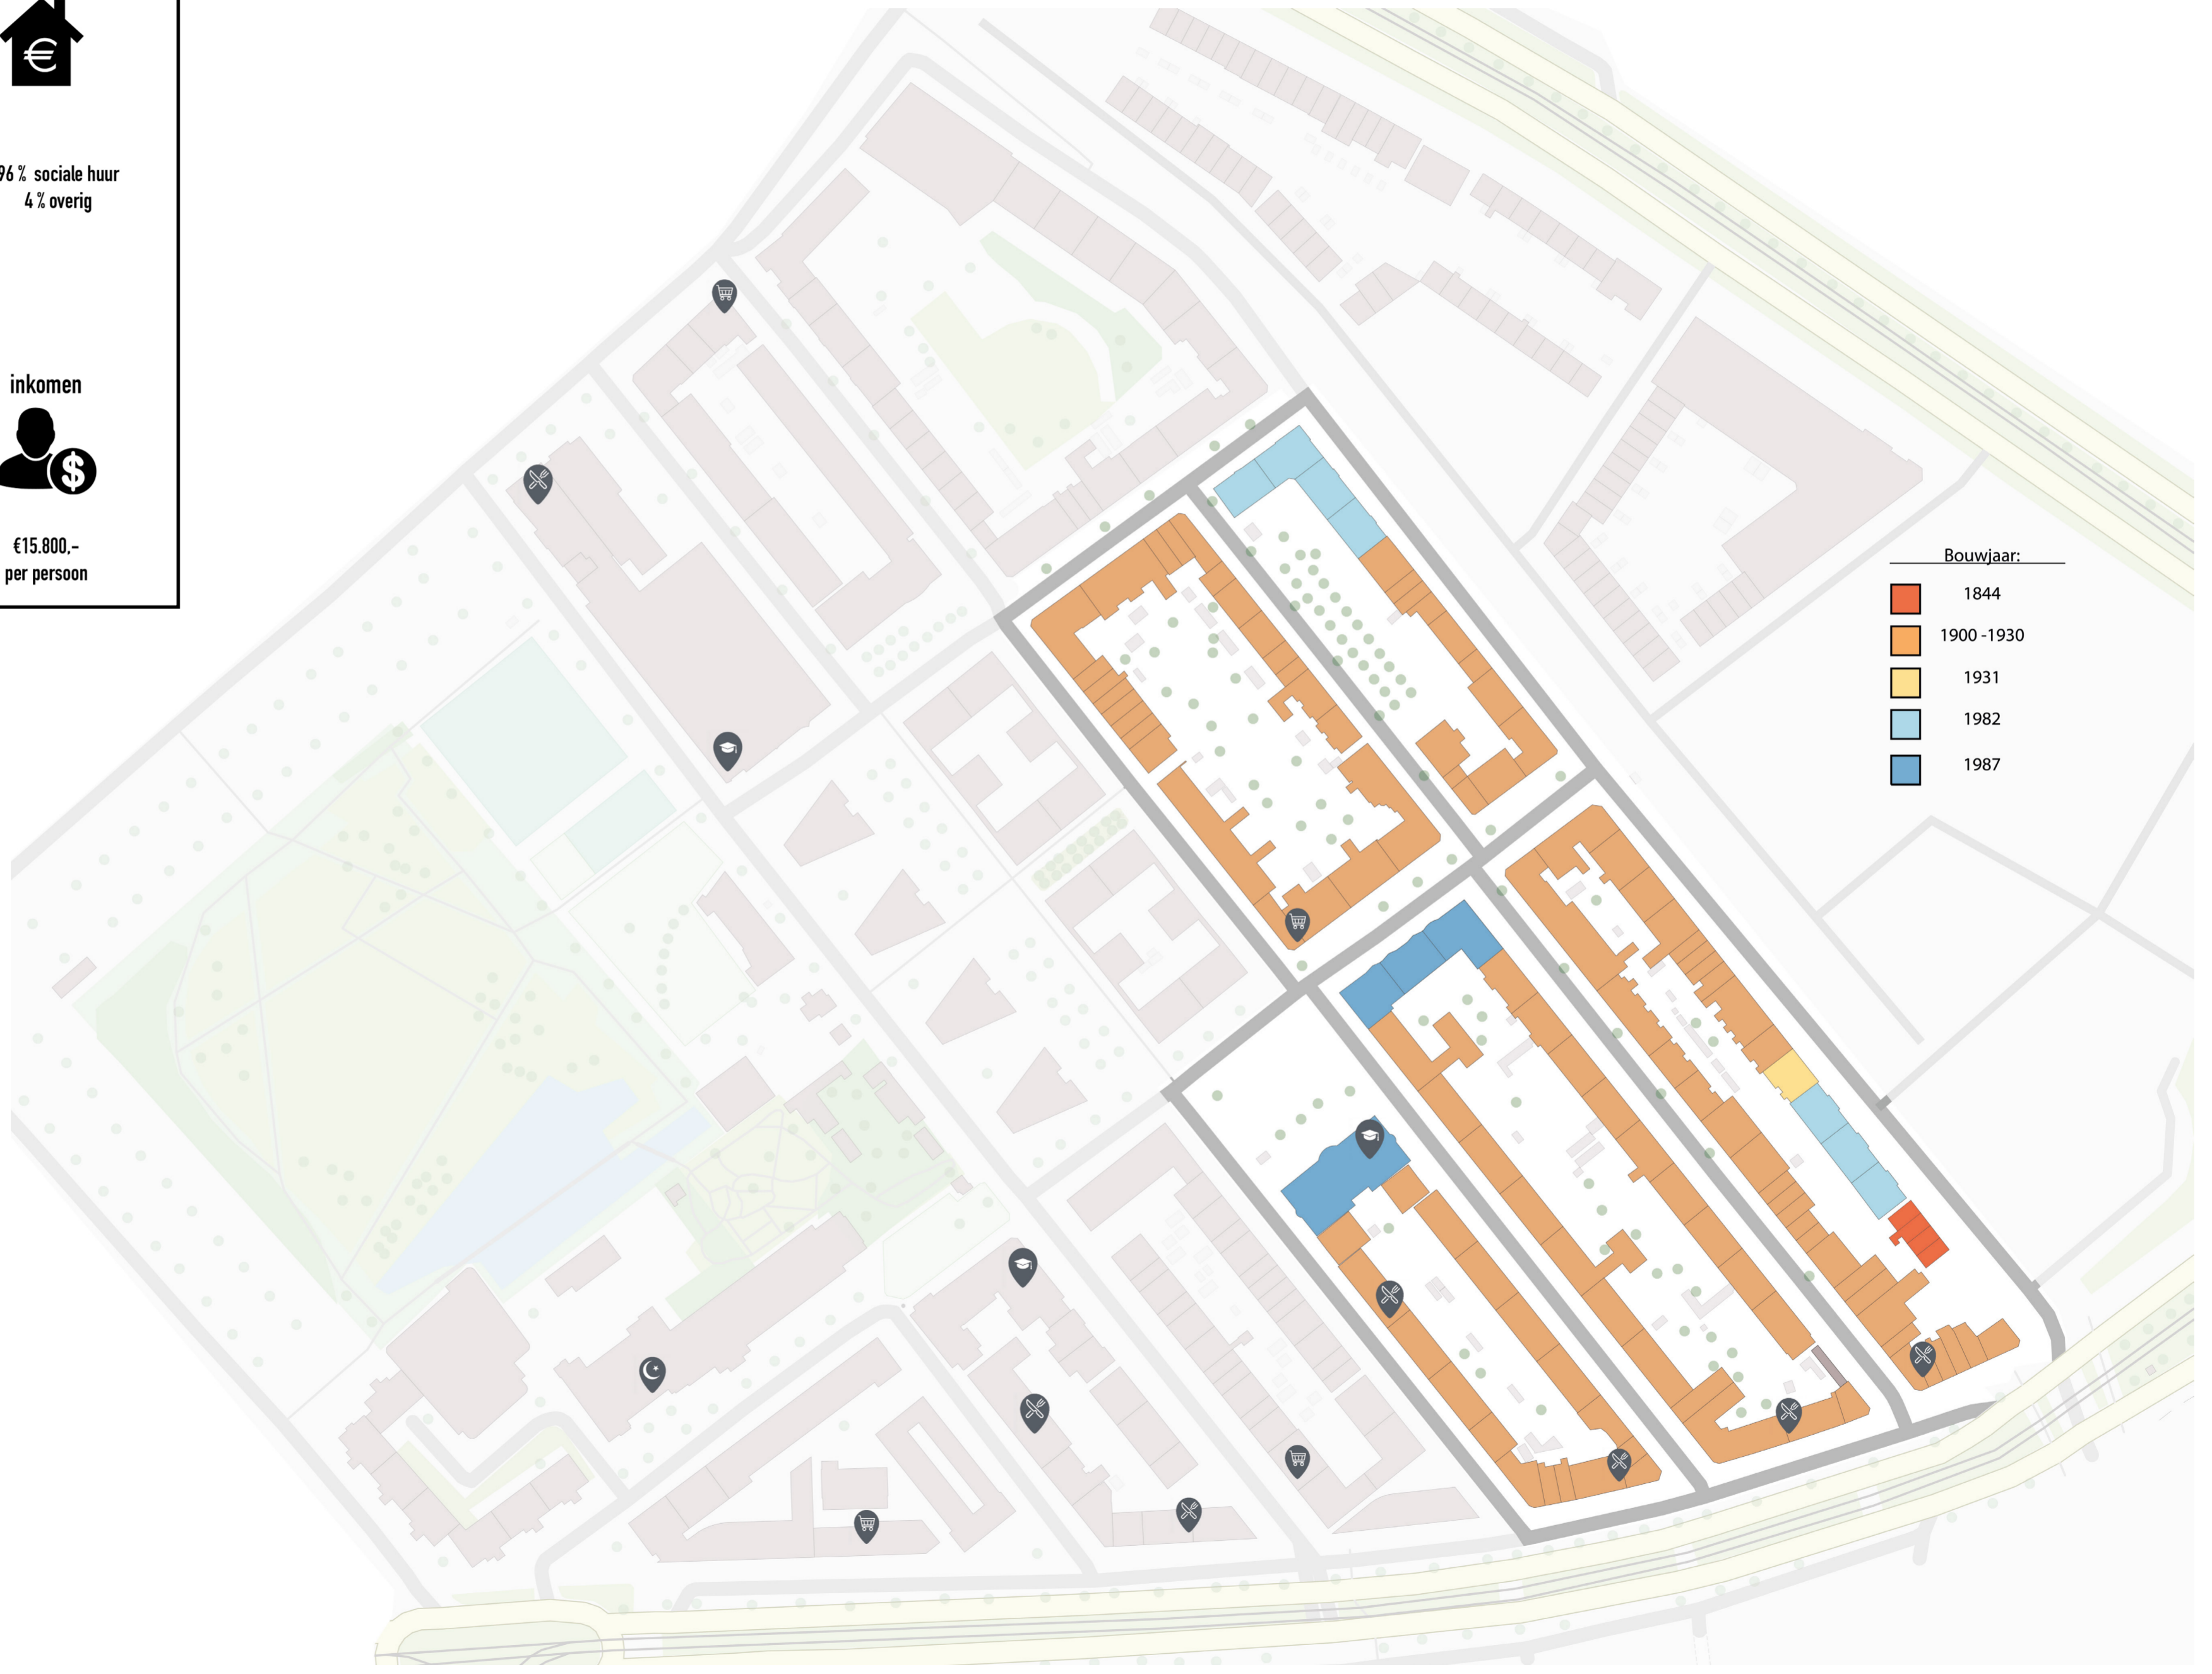 €
96 % sociale huur
4 % overig
inkomen
$
€15.800,-
per persoon
Bouwjaar:
1844
1900 -1930
1931
1982
1987